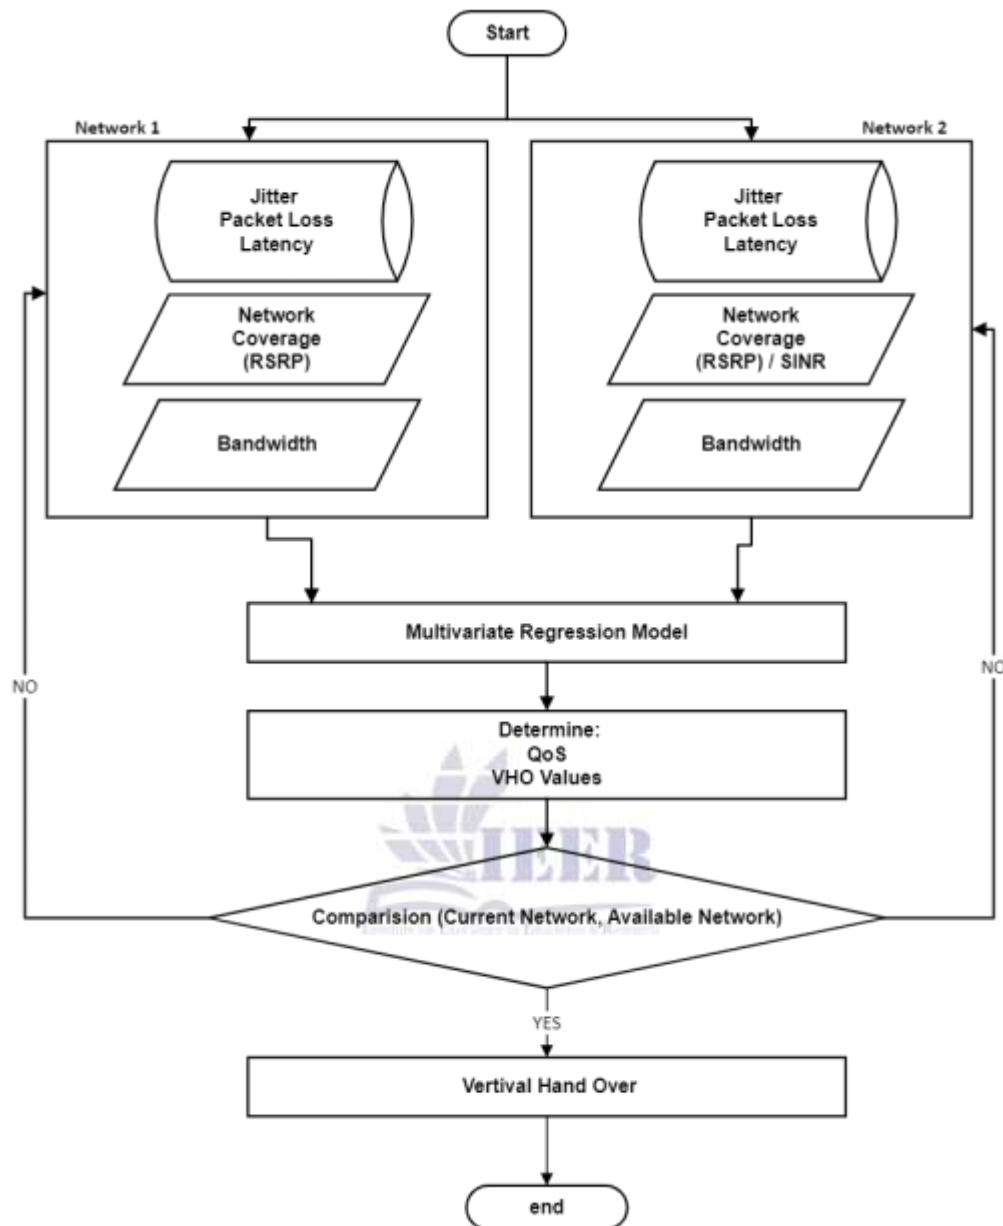 Start
Network 1
Network 2
Jitter
Packet Loss
Latency
Jitter
Packet Loss
Latency
Network
Coverage
(RSRP)
Network
Coverage
(RSRP) / SINR
Bandwidth
Bandwidth
Multivariate Regression Model
NO
NO
Determine:
QoS
VHO Values
IEER
Comparision (Current Network, Available Network)
YES
Vertival Hand Over
end